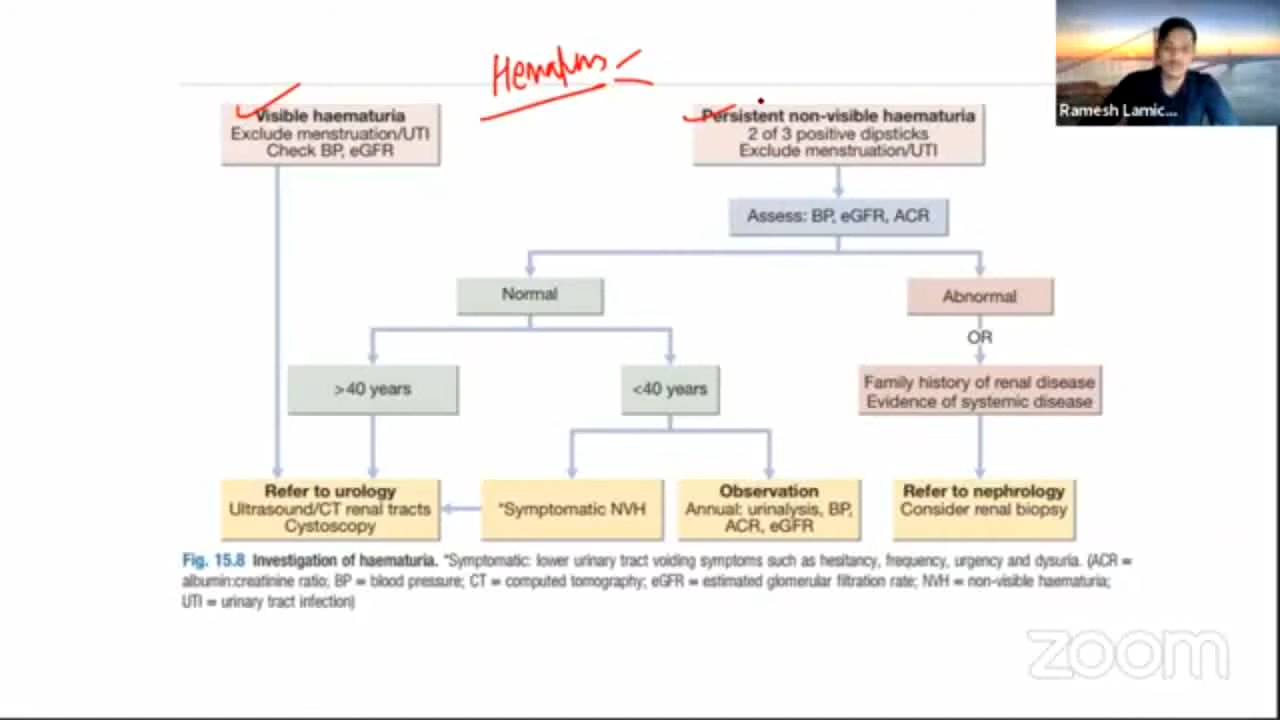 Visible haematuria
Exclude menstruation/UTI
Check BP, eGFR
Persistent non-visible haematuria
2 of 3 positive dipsticks
Exclude menstruation/UTI
Ramesh Lamic...
Assess: BP, eGFR, ACR
Normal
Abnormal
OR
>40 years
<40 years
Family history of renal disease
Evidence of systemic disease
Refer to urology
Ultrasound/CT renal tracts
Cystoscopy
*Symptomatic NVH
Observation
Annual: urinalysis, BP,
ACR, eGFR
Refer to nephrology
Consider renal biopsy
Fig. 15.8 Investigation of haematuria. *Symptomatic: lower urinary tract voiding symptoms such as hesitancy, frequency, urgency and dysuria. (ACR =
albumin:creatinine ratio; BP = blood pressure; CT = computed tomography; eGFR = estimated glomerular filtration rate; NVH = non-visible haematuria;
UTI = urinary tract infection)
zoom